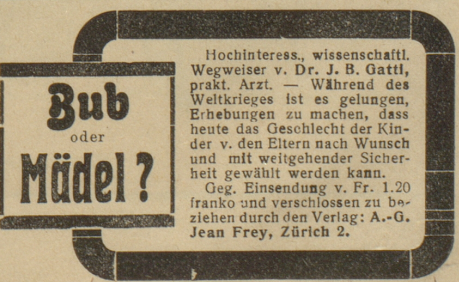 Bub
oder
Mädel?
Hochinteress., wissenschaftl.
Wegweiser v. Dr. J. B. Gatti,
prakt. Arzt. — Während des
Weltkrieges ist es gelungen,
Erhebungen zu machen, dass
heute das Geschlecht der Kin-
der v. den Eltern nach Wunsch
und mit weitgehender Sicher-
heit gewählt werden kann.
Geg. Einsendung v. Fr. 1.20
franko und verschlossen zu be-
ziehen durch den Verlag: A.-G.
Jean Frey, Zürich 2.